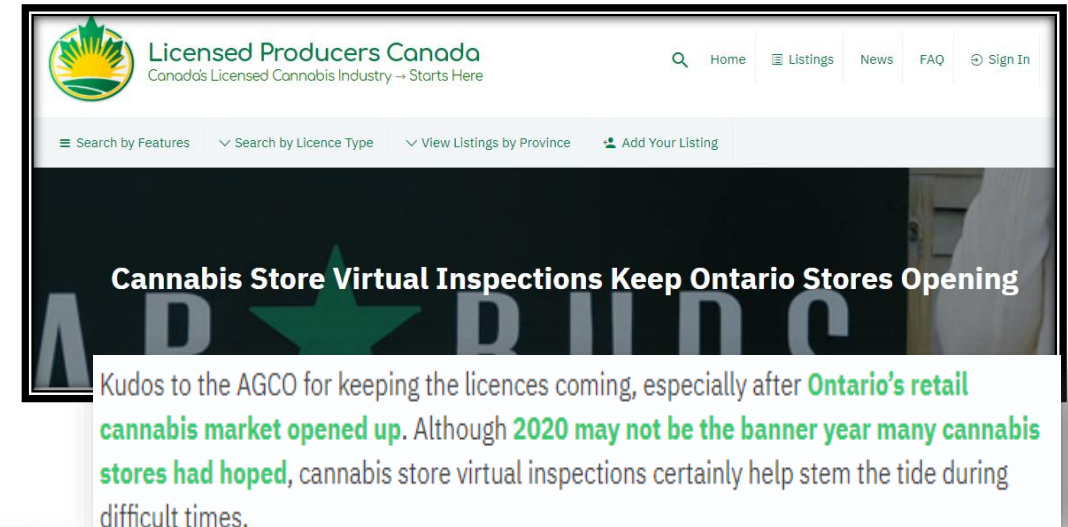 Licensed Producers Canada
Canada's Licensed Cannabis Industry → Starts Here
Home
Listings
News
FAQ
Sign In
Search by Features
Search by Licence Type
View Listings by Province
Add Your Listing
Cannabis Store Virtual Inspections Keep Ontario Stores Opening
AR ★ BUDS
Kudos to the AGCO for keeping the licences coming, especially after Ontario's retail
cannabis market opened up. Although 2020 may not be the banner year many cannabis
stores had hoped, cannabis store virtual inspections certainly help stem the tide during
difficult times.